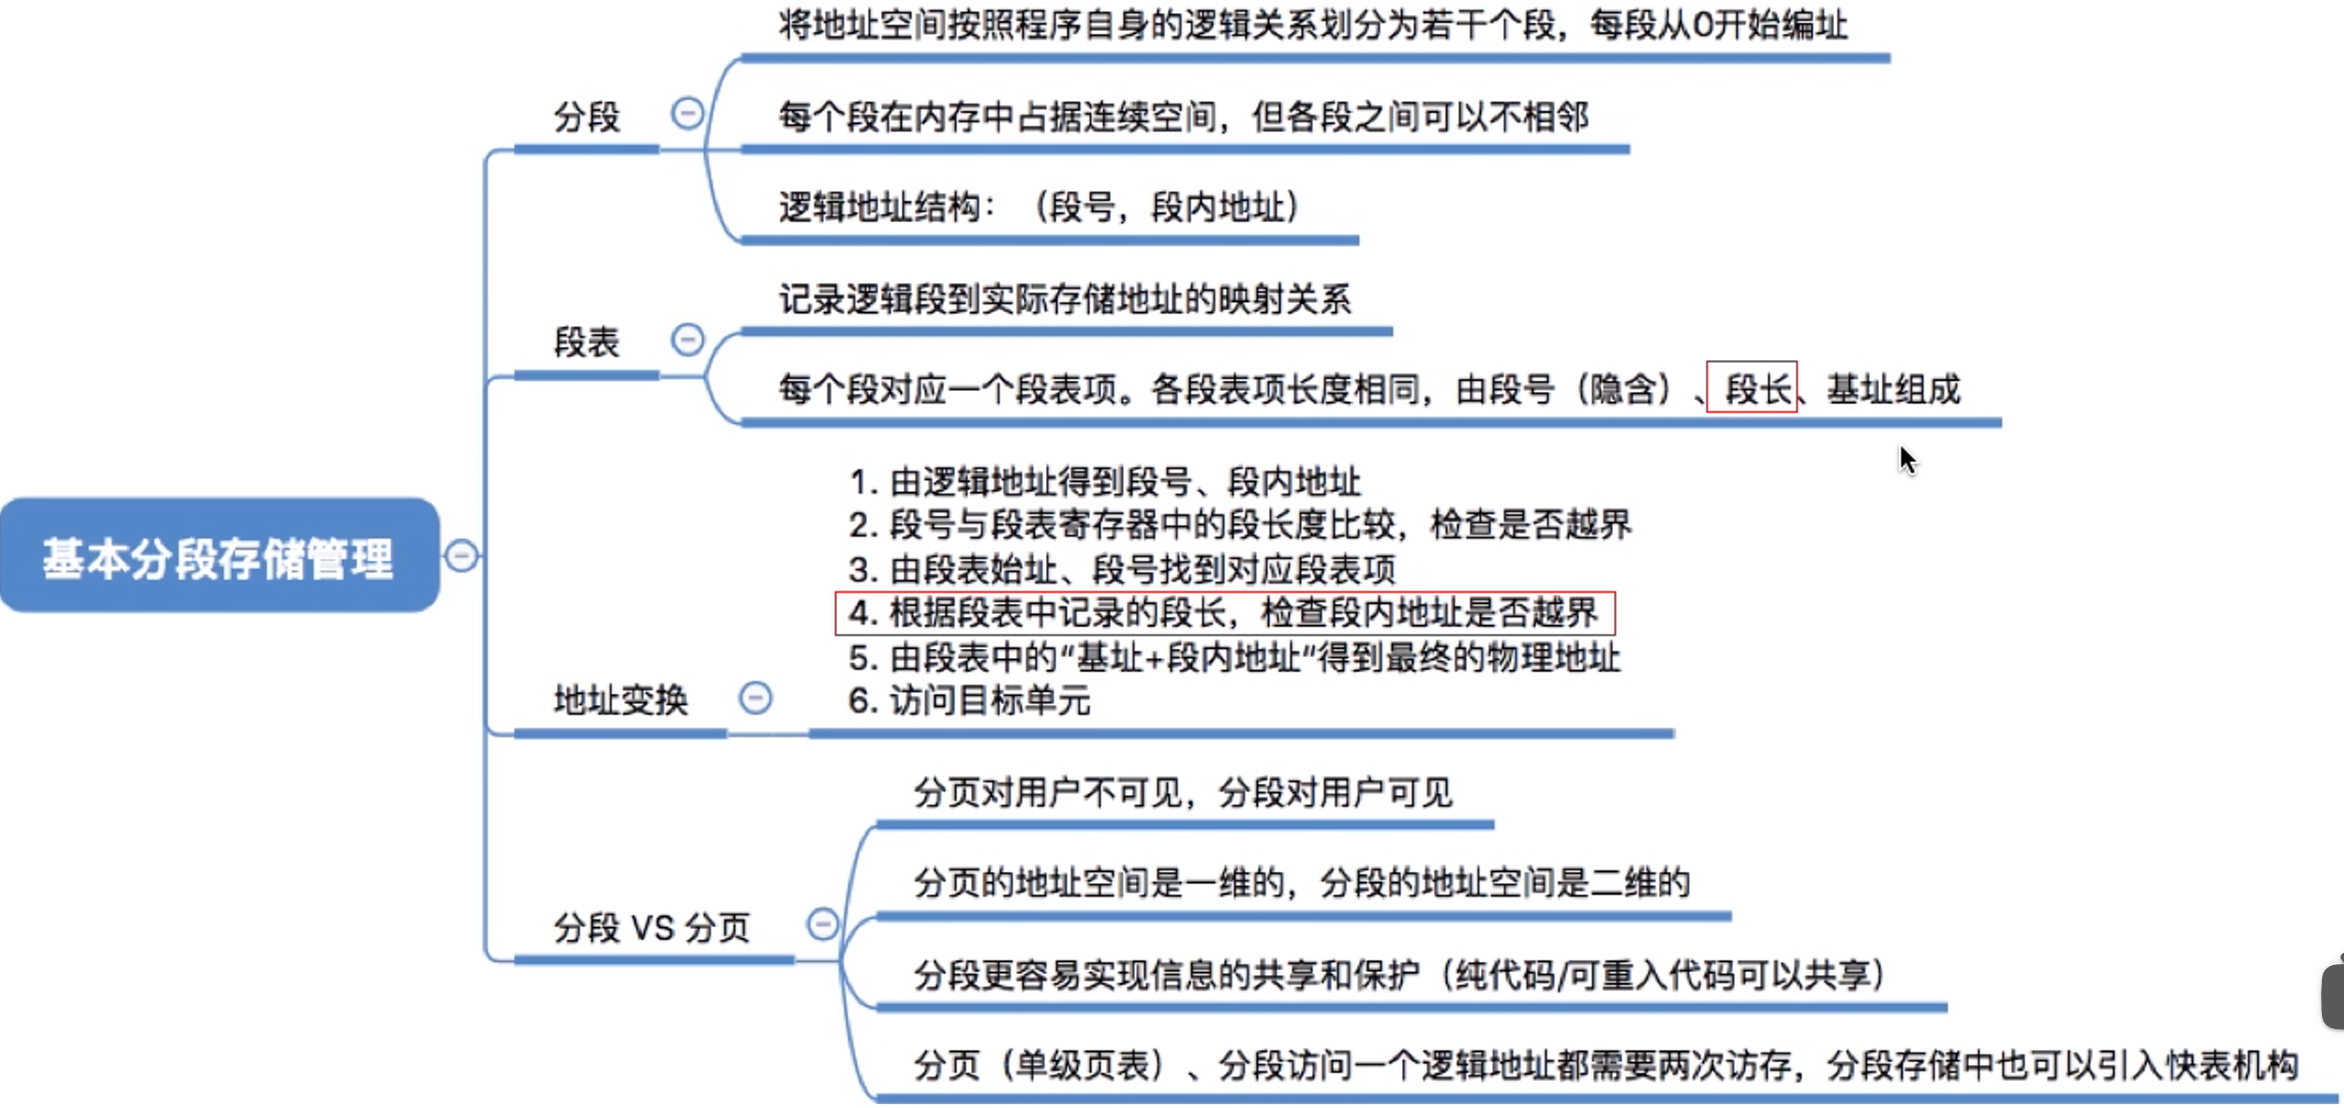 将地址空间按照程序自身的逻辑关系划分为若干个段，每段从0开始编址
分段
每个段在内存中占据连续空间，但各段之间可以不相邻
逻辑地址结构：（段号，段内地址）
记录逻辑段到实际存储地址的映射关系
段表
每个段对应一个段表项。各段表项长度相同，由段号（隐含）、段长、基址组成
基本分段存储管理
1. 由逻辑地址得到段号、段内地址
2. 段号与段表寄存器中的段长度比较，检查是否越界
3. 由段表始址、段号找到对应段表项
4. 根据段表中记录的段长，检查段内地址是否越界
5. 由段表中的“基址+段内地址”得到最终的物理地址
6. 访问目标单元
地址变换
分页对用户不可见，分段对用户可见
分页的地址空间是一维的，分段的地址空间是二维的
分段 VS 分页
分段更容易实现信息的共享和保护（纯代码/可重入代码可以共享）
分页（单级页表）、分段访问一个逻辑地址都需要两次访存，分段存储中也可以引入快表机构